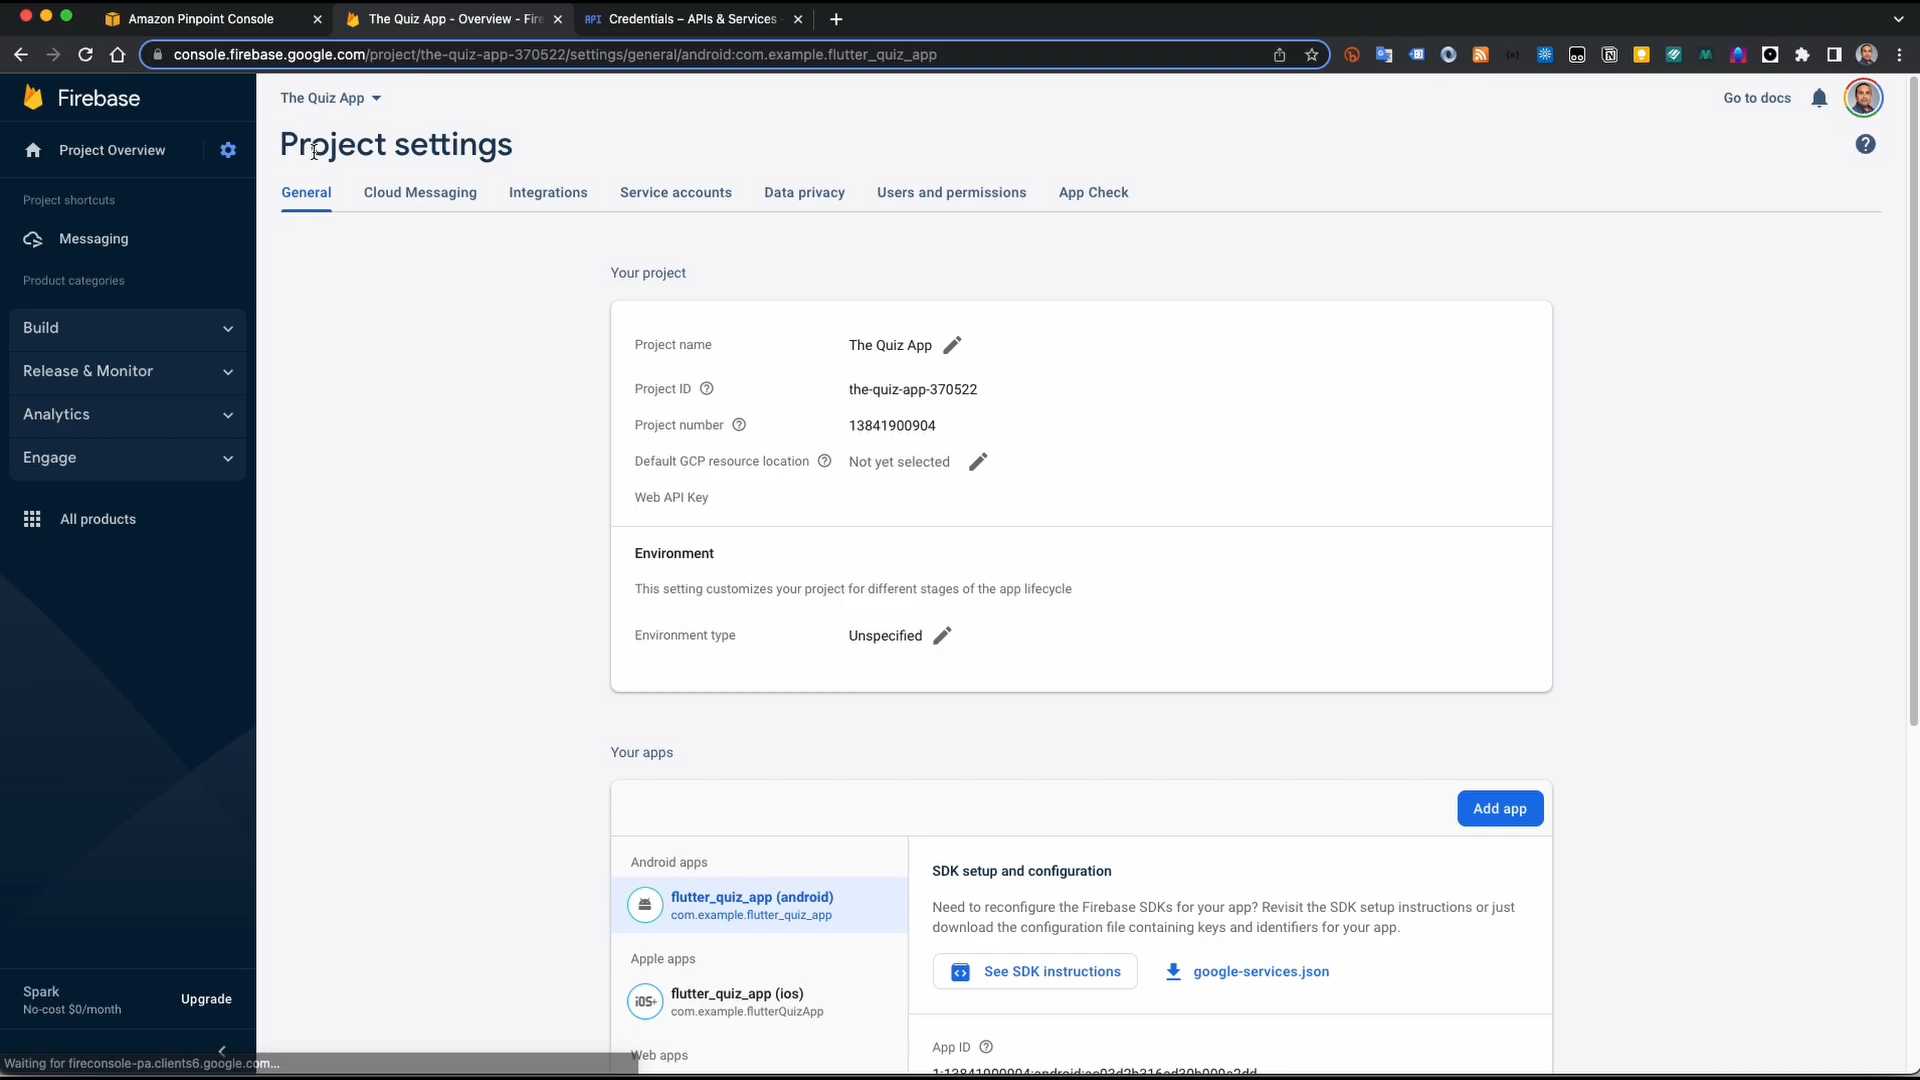 Amazon Pinpoint Console
The Quiz App - Overview - Fire
API Credentials – APIs & Services
console.firebase.google.com/project/the-quiz-app-370522/settings/general/android:com.example.flutter_quiz_app
Firebase
The Quiz App
Go to docs
Project Overview
Project settings
General
Cloud Messaging
Integrations
Service accounts
Data privacy
Users and permissions
App Check
Project shortcuts
Messaging
Product categories
Build
Release & Monitor
Analytics
Engage
All products
Your project
Project name
The Quiz App
Project ID
the-quiz-app-370522
Project number
13841900904
Default GCP resource location
Not yet selected
Web API Key
Environment
This setting customizes your project for different stages of the app lifecycle
Environment type
Unspecified
Your apps
Add app
Android apps
flutter_quiz_app (android)
com.example.flutter_quiz_app
Apple apps
iOS+
flutter_quiz_app (ios)
com.example.flutterQuizApp
Web apps
SDK setup and configuration
Need to reconfigure the Firebase SDKs for your app? Revisit the SDK setup instructions or just
download the configuration file containing keys and identifiers for your app.
See SDK instructions
google-services.json
App ID
Spark
No-cost $0/month
Upgrade
Waiting for fireconsole-pa.clients6.google.com...